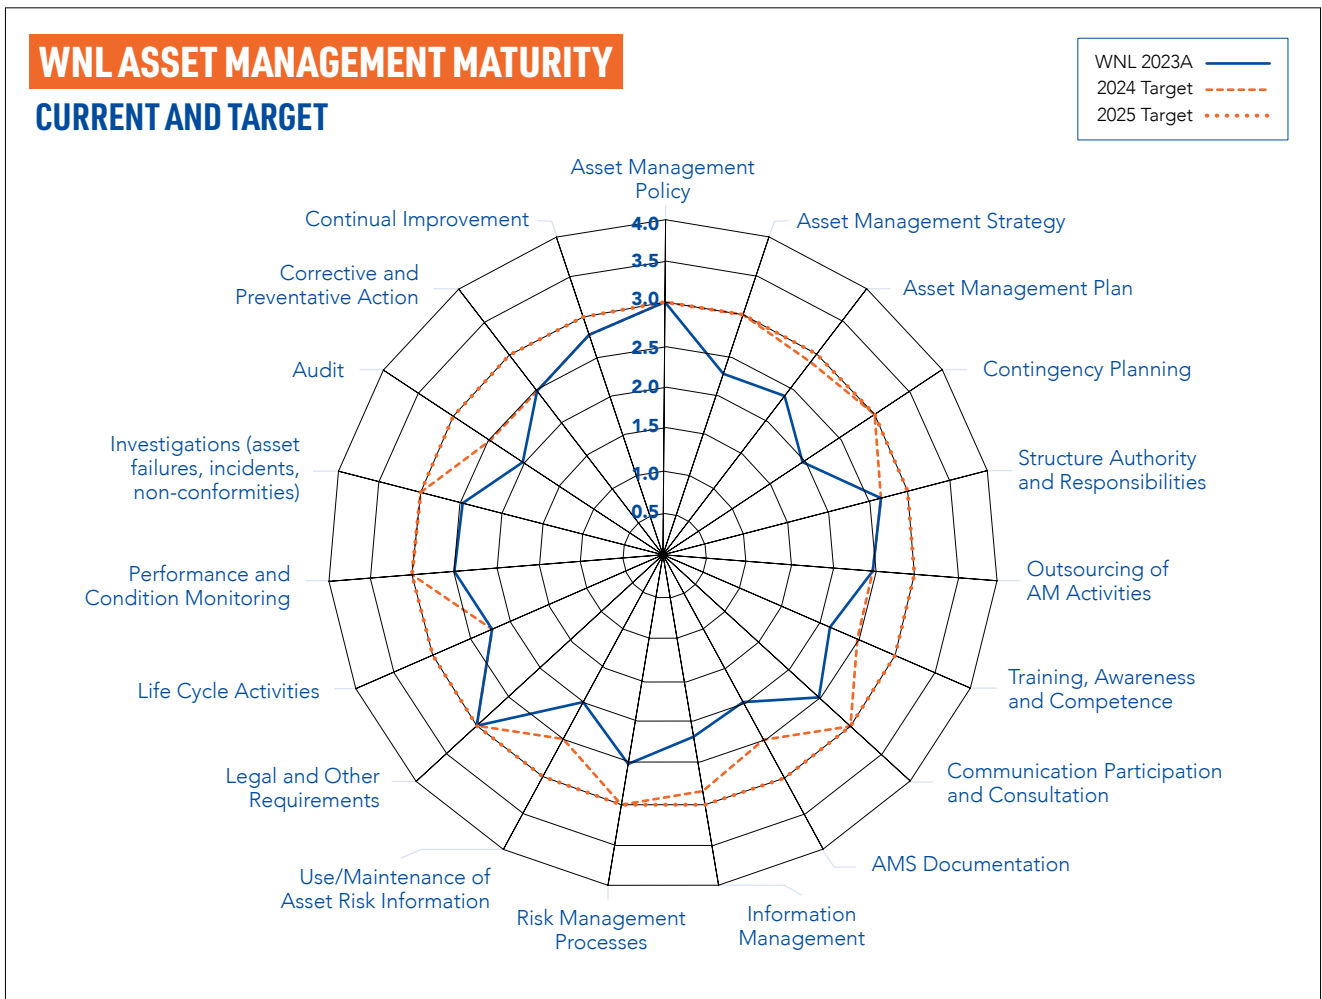 WNL ASSET MANAGEMENT MATURITY
CURRENT AND TARGET
WNL 2023A
2024 Target
2025 Target
Asset Management
Policy
Asset Management Strategy
Asset Management Plan
Contingency Planning
Structure Authority
and Responsibilities
Outsourcing of
AM Activities
Training, Awareness
and Competence
Communication Participation
and Consultation
AMS Documentation
Information
Management
Risk Management
Processes
Use/Maintenance of
Asset Risk Information
Legal and Other
Requirements
Life Cycle Activities
Performance and
Condition Monitoring
Investigations (asset
failures, incidents,
non-conformities)
Audit
Corrective and
Preventative Action
Continual Improvement
4.0
3.5
3.0
2.5
2.0
1.5
1.0
0.5